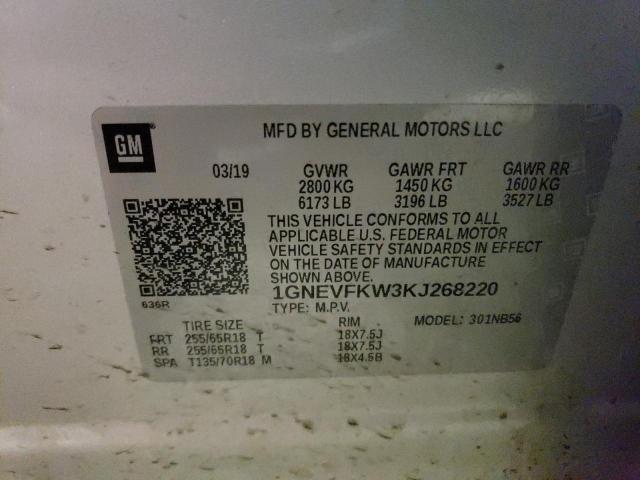 GM
MFD BY GENERAL MOTORS LLC
03/19 GVWR GAWR FRT GAWR RR
2800 KG 1450 KG 1600 KG
6173 LB 3196 LB 3527 LB
THIS VEHICLE CONFORMS TO ALL
APPLICABLE U.S. FEDERAL MOTOR
VEHICLE SAFETY STANDARDS IN EFFECT
ON THE DATE OF MANUFACTURE
SHOWN ABOVE.
1GNEVFKW3KJ268220
636R
TYPE: M.P.V. MODEL: 301NB56
TIRE SIZE RIM
FRT 255/65R18 T 18X7.5J
RR 255/65R18 T 18X7.5J
SPA T135/70R18 M 18X4.5B